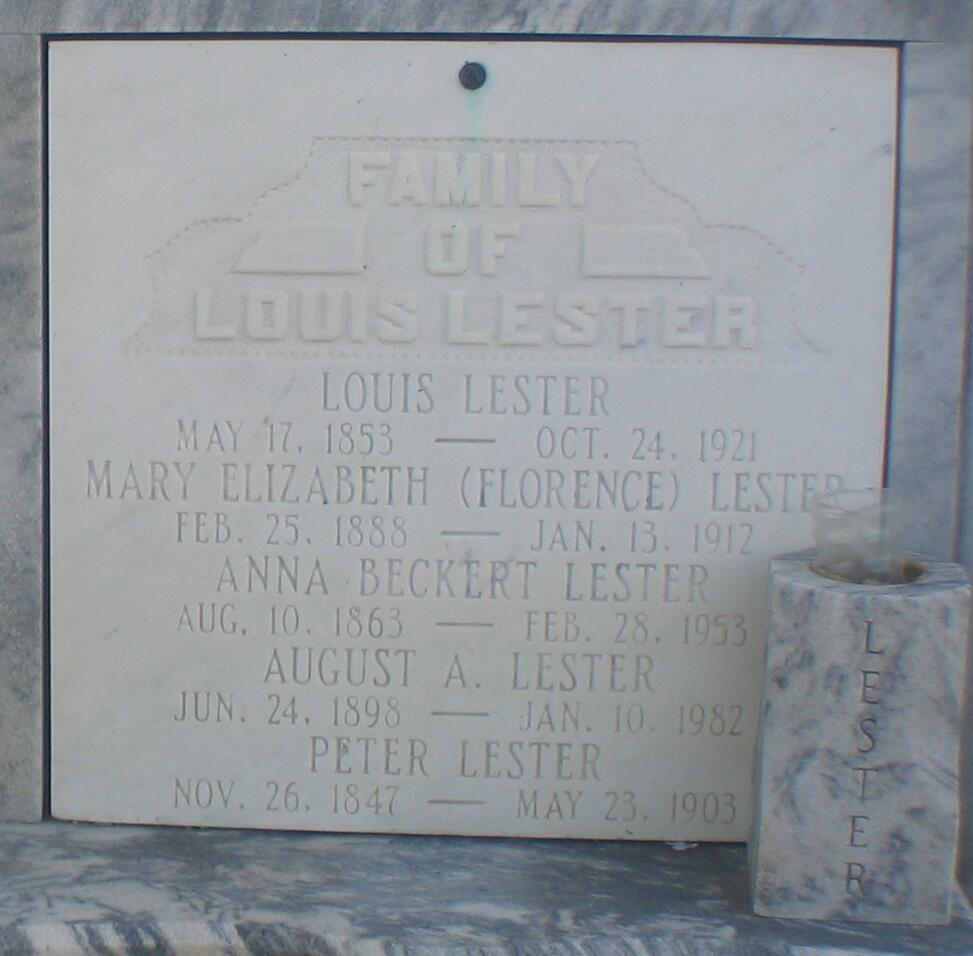 FAMILY
OF
LOUIS LESTER
LOUIS LESTER
MAY 17, 1853 — OCT. 24, 1921
MARY ELIZABETH (FLORENCE) LESTER
FEB. 25, 1888 — JAN. 13, 1912
ANNA BECKERT LESTER
AUG. 10, 1863 — FEB. 28, 1953
AUGUST A. LESTER
JUN. 24, 1898 — JAN. 10, 1982
PETER LESTER
NOV. 26, 1847 — MAY 23, 1903
LESTER